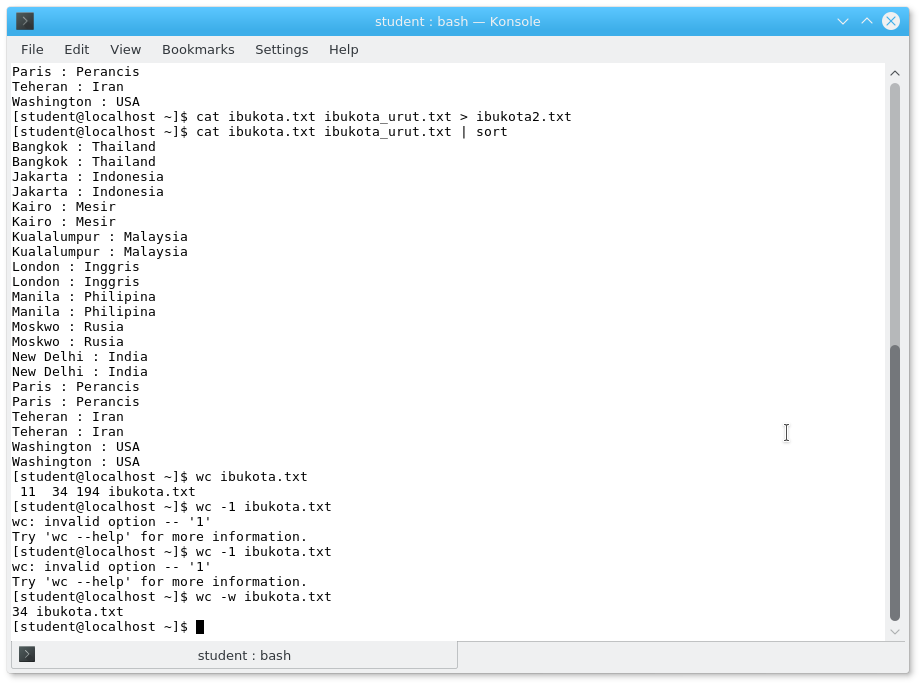 student : bash — Konsole
File Edit View Bookmarks Settings Help
Paris : Perancis
Teheran : Iran
Washington : USA
[student@localhost ~]$ cat ibukota.txt ibukota_urut.txt > ibukota2.txt
[student@localhost ~]$ cat ibukota.txt ibukota_urut.txt | sort
Bangkok : Thailand
Bangkok : Thailand
Jakarta : Indonesia
Jakarta : Indonesia
Kairo : Mesir
Kairo : Mesir
Kualalumpur : Malaysia
Kualalumpur : Malaysia
London : Inggris
London : Inggris
Manila : Philipina
Manila : Philipina
Moskwo : Rusia
Moskwo : Rusia
New Delhi : India
New Delhi : India
Paris : Perancis
Paris : Perancis
Teheran : Iran
Teheran : Iran
Washington : USA
Washington : USA
[student@localhost ~]$ wc ibukota.txt
 11  34 194 ibukota.txt
[student@localhost ~]$ wc -1 ibukota.txt
wc: invalid option -- '1'
Try 'wc --help' for more information.
[student@localhost ~]$ wc -1 ibukota.txt
wc: invalid option -- '1'
Try 'wc --help' for more information.
[student@localhost ~]$ wc -w ibukota.txt
34 ibukota.txt
[student@localhost ~]$
student : bash